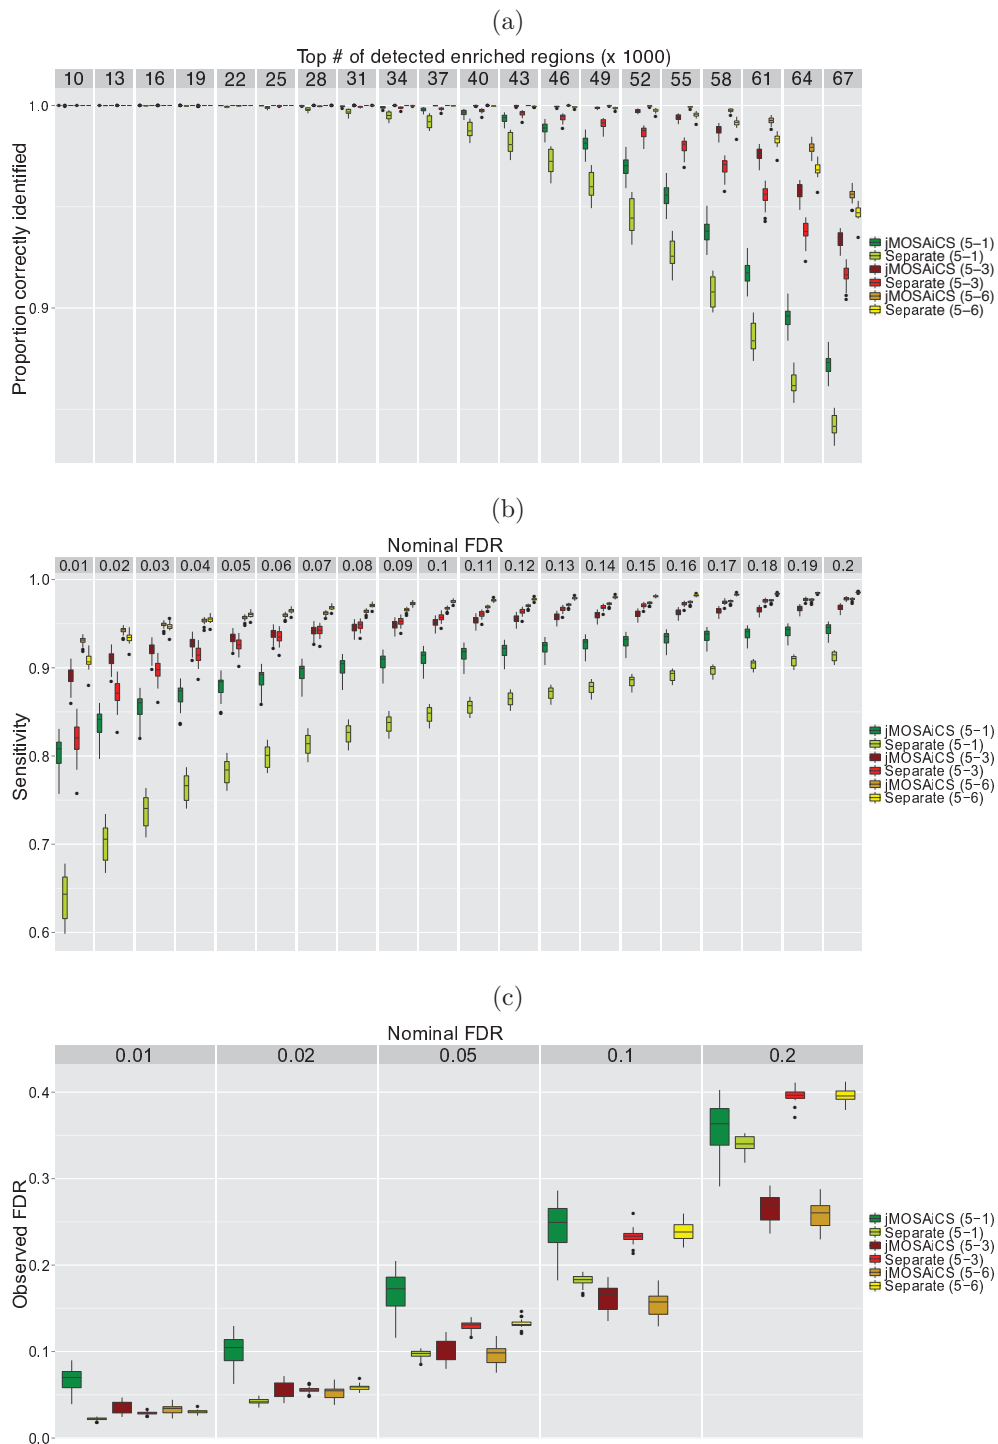 (a)
Top # of detected enriched regions (x 1000)
10 13 16 19 22 25 28 31 34 37 40 43 46 49 52 55 58 61 64 67
Proportion correctly identified
1.0
0.9
jMOSAiCS (5−1)
Separate (5−1)
jMOSAiCS (5−3)
Separate (5−3)
jMOSAiCS (5−6)
Separate (5−6)
(b)
Nominal FDR
0.01 0.02 0.03 0.04 0.05 0.06 0.07 0.08 0.09 0.1 0.11 0.12 0.13 0.14 0.15 0.16 0.17 0.18 0.19 0.2
Sensitivity
1.0
0.9
0.8
0.7
0.6
jMOSAiCS (5−1)
Separate (5−1)
jMOSAiCS (5−3)
Separate (5−3)
jMOSAiCS (5−6)
Separate (5−6)
(c)
Nominal FDR
0.01 0.02 0.05 0.1 0.2
Observed FDR
0.4
0.3
0.2
0.1
0.0
jMOSAiCS (5−1)
Separate (5−1)
jMOSAiCS (5−3)
Separate (5−3)
jMOSAiCS (5−6)
Separate (5−6)